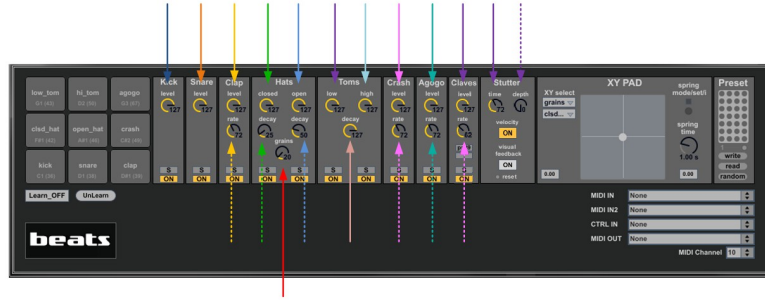 Kick Snare Clap Hats Toms Crash Agogo Claves Stutter XY PAD Preset
level level level closed open low high level level level time depth
127 127 127 127 127 127 127 127 127 127 72 0
XY select
grains
clsd...
spring
mode/set/i
rate decay decay decay rate rate rate
72 25 50 127 72 72 62
grains
20
velocity
ON
visual
feedback
ON
reset
S S S S S S S S S
ON ON ON ON ON ON ON ON ON
spring
time
1.00 s
0.00
0.00
1
write
read
random
low_tom hi_tom agogo
G1 (43) D2 (50) G3 (67)
clsd_hat open_hat crash
F#1 (42) A#1 (46) C#2 (49)
kick snare clap
C1 (36) D1 (38) D#1 (39)
Learn_OFF UnLearn
beats
MIDI IN None
MIDI IN2 None
CTRL IN None
MIDI OUT None
MIDI Channel 10